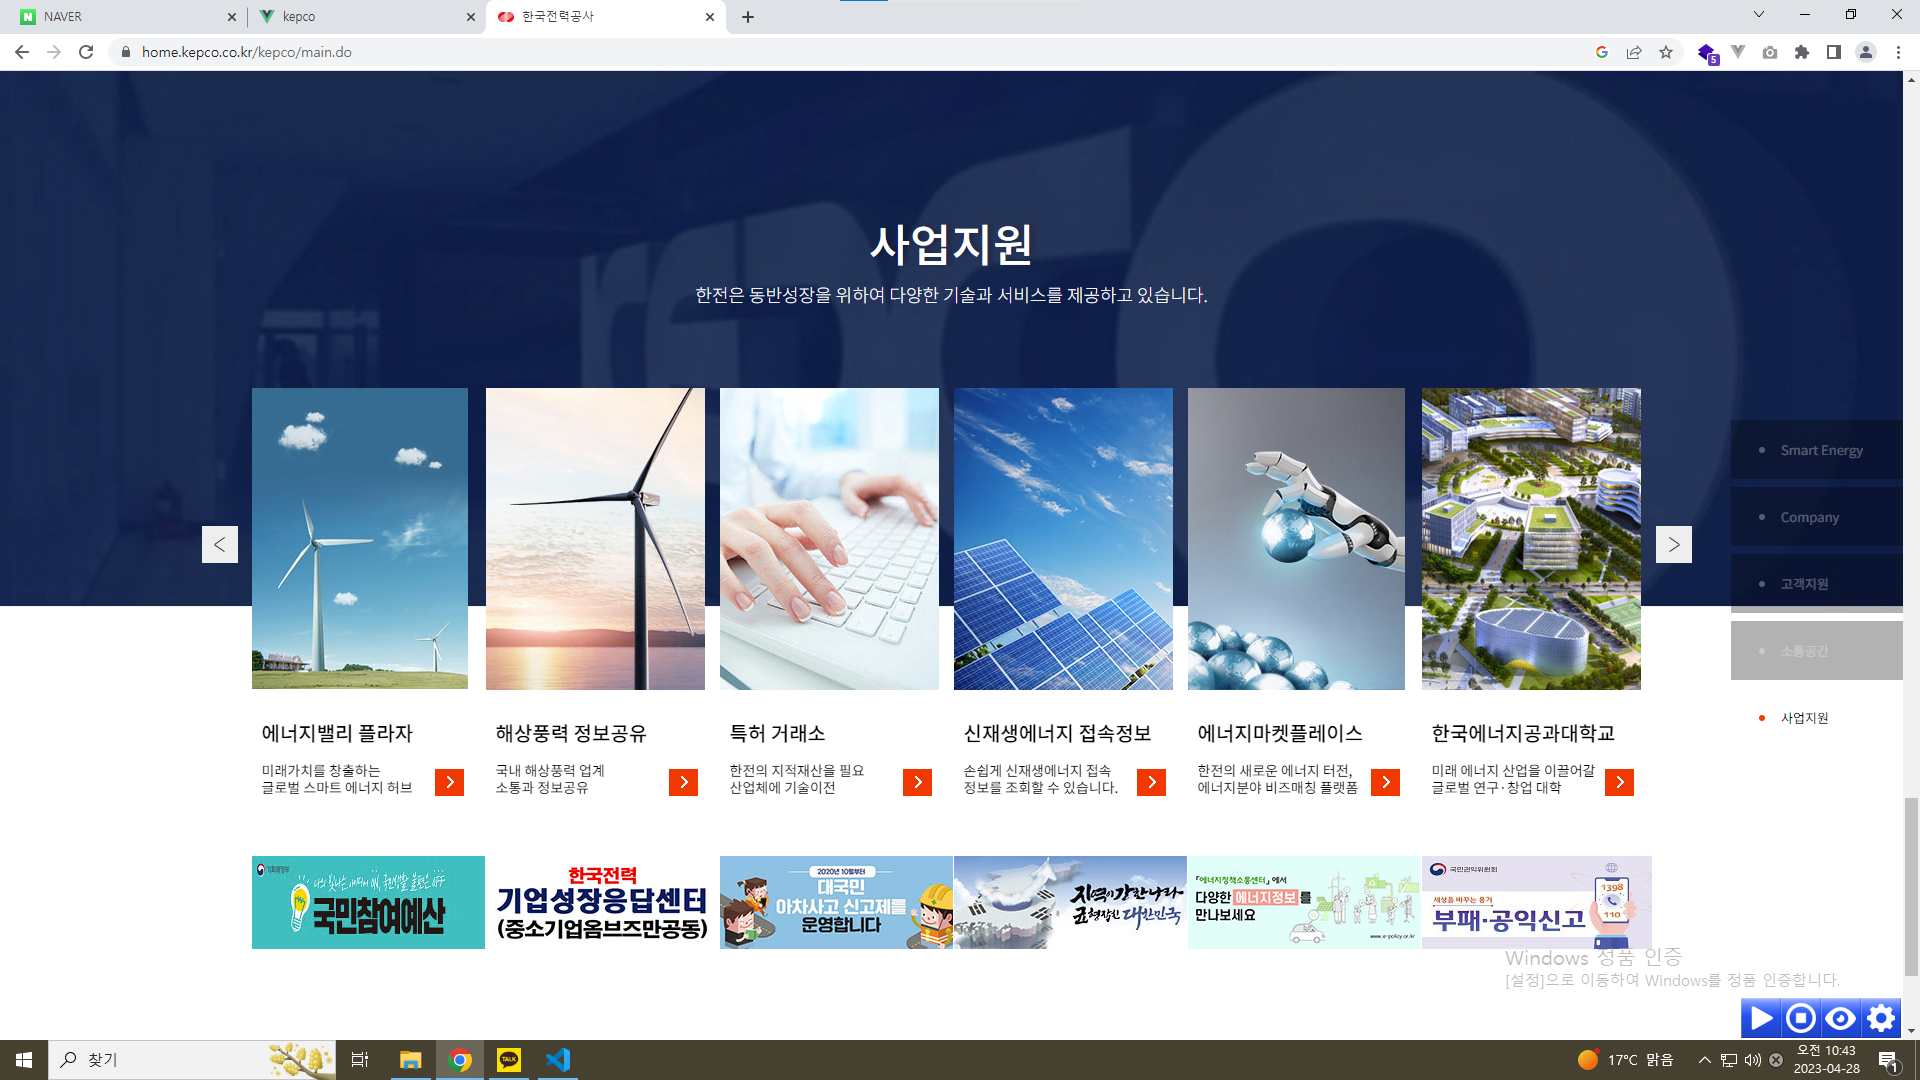 NAVER
kepco
한국전력공사
home.kepco.co.kr/kepco/main.do
5
사업지원
한전은 동반성장을 위하여 다양한 기술과 서비스를 제공하고 있습니다.
Smart Energy
Company
고객지원
소통공간
사업지원
<
>
에너지밸리 플라자
미래가치를 창출하는
글로벌 스마트 에너지 허브
해상풍력 정보공유
국내 해상풍력 업계
소통과 정보공유
특허 거래소
한전의 지적재산을 필요
산업체에 기술이전
신재생에너지 접속정보
손쉽게 신재생에너지 접속
정보를 조회할 수 있습니다.
에너지마켓플레이스
한전의 새로운 에너지 터전,
에너지분야 비즈매칭 플랫폼
한국에너지공과대학교
미래 에너지 산업을 이끌어갈
글로벌 연구·창업 대학
기획재정부
국민참여예산
한국전력
기업성장응답센터
(중소기업옴브즈만공동)
2020년 10월부터
대국민
아차사고 신고제를
운영합니다
지역이 강한 나라
균형잡힌 대한민국
「에너지정책소통센터」에서
다양한 에너지정보를
만나보세요
www.e-policy.or.kr
국민권익위원회
세상을 바꾸는 용기
부패·공익신고
1398
110
Windows 정품 인증
[설정]으로 이동하여 Windows를 정품 인증합니다.
찾기
TALK
17°C 맑음
오전 10:43
2023-04-28
1